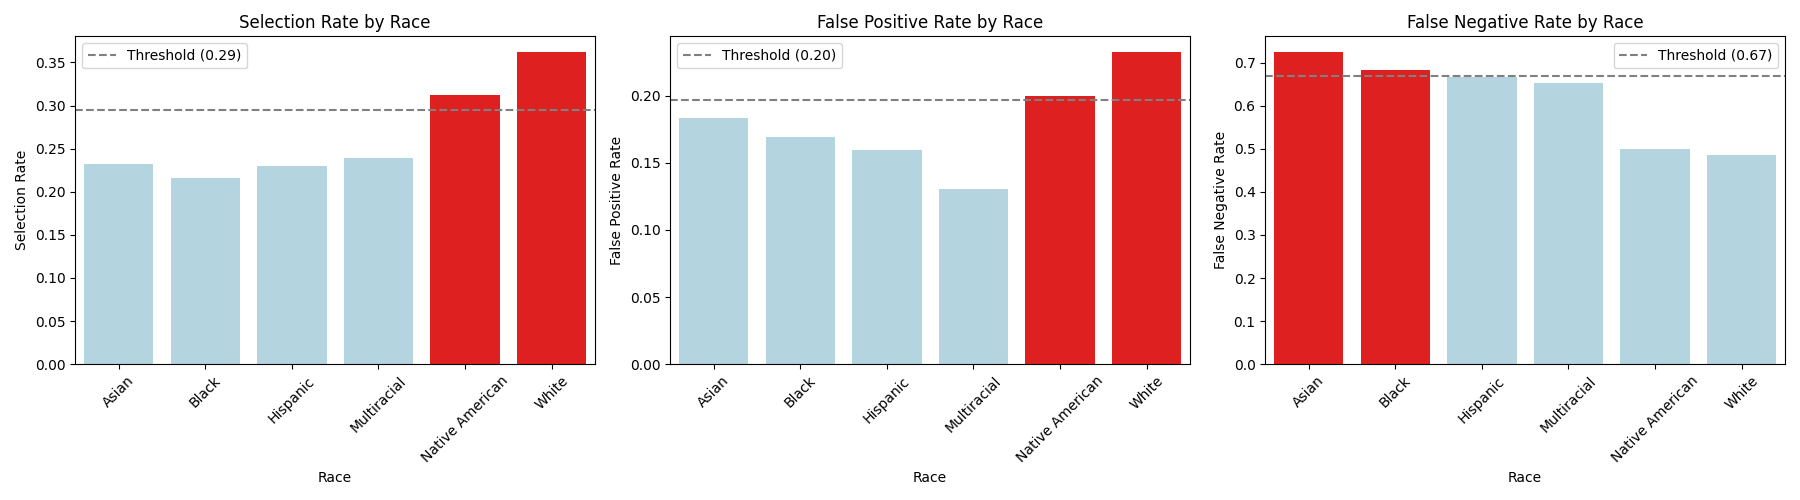 Selection Rate by Race
Threshold (0.29)
Selection Rate
0.35
0.30
0.25
0.20
0.15
0.10
0.05
0.00
Asian
Black
Hispanic
Multiracial
Native American
White
Race
False Positive Rate by Race
Threshold (0.20)
False Positive Rate
0.20
0.15
0.10
0.05
0.00
Asian
Black
Hispanic
Multiracial
Native American
White
Race
False Negative Rate by Race
Threshold (0.67)
False Negative Rate
0.7
0.6
0.5
0.4
0.3
0.2
0.1
0.0
Asian
Black
Hispanic
Multiracial
Native American
White
Race